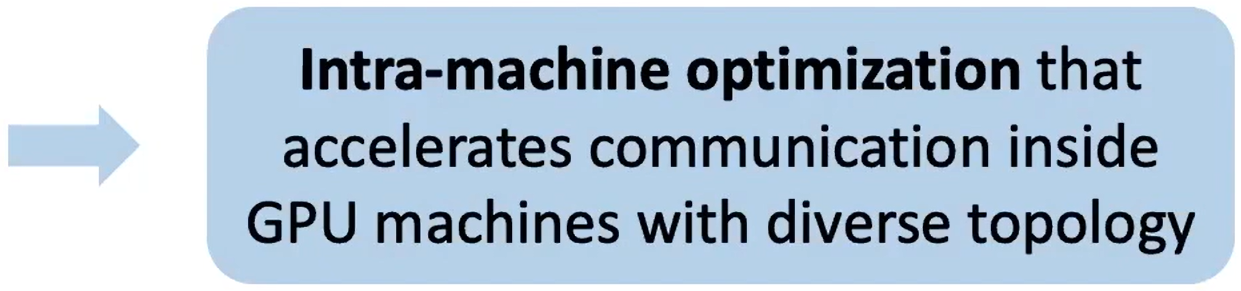 Intra-machine optimization that
accelerates communication inside
GPU machines with diverse topology